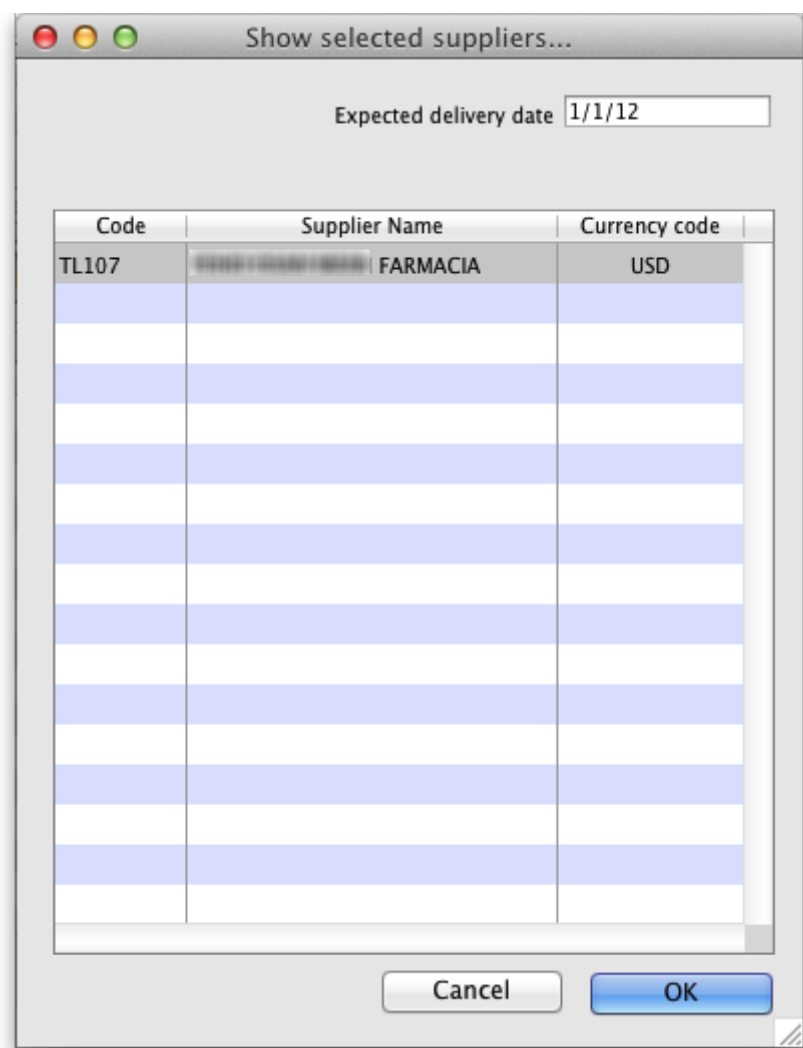 Show selected suppliers...
Expected delivery date 1/1/12
Code Supplier Name Currency code
TL107 FARMACIA USD
Cancel OK